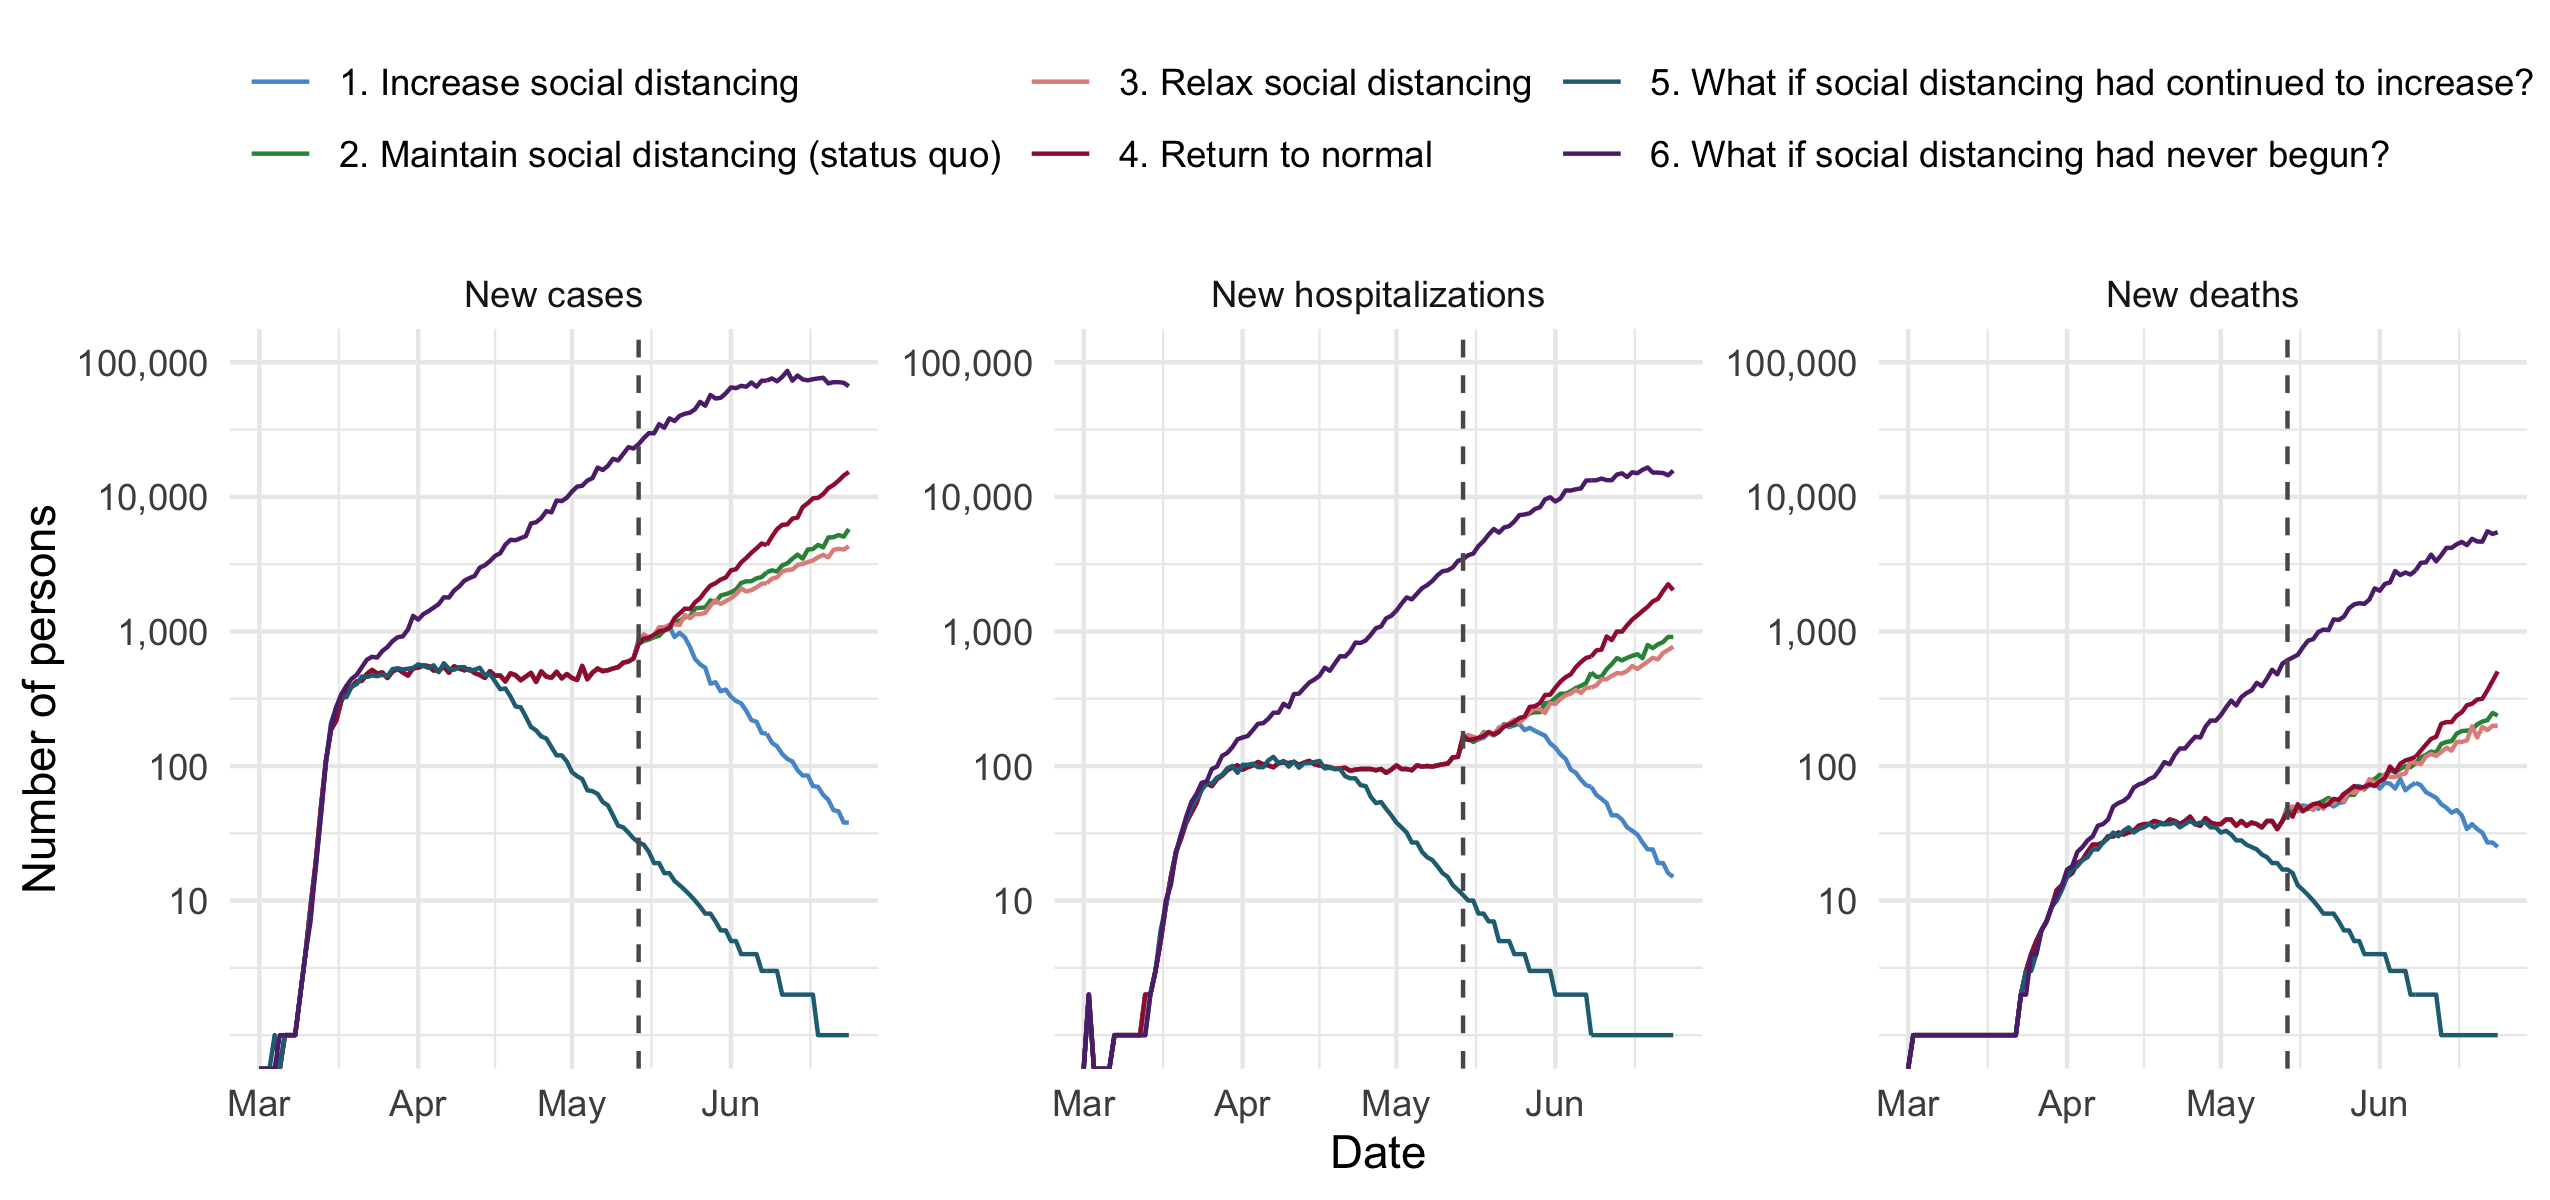 1. Increase social distancing
3. Relax social distancing
5. What if social distancing had continued to increase?
2. Maintain social distancing (status quo)
4. Return to normal
6. What if social distancing had never begun?
Number of persons
New cases
100,000
10,000
1,000
100
10
Mar Apr May Jun
New hospitalizations
100,000
10,000
1,000
100
10
Mar Apr May Jun
New deaths
100,000
10,000
1,000
100
10
Mar Apr May Jun
Date